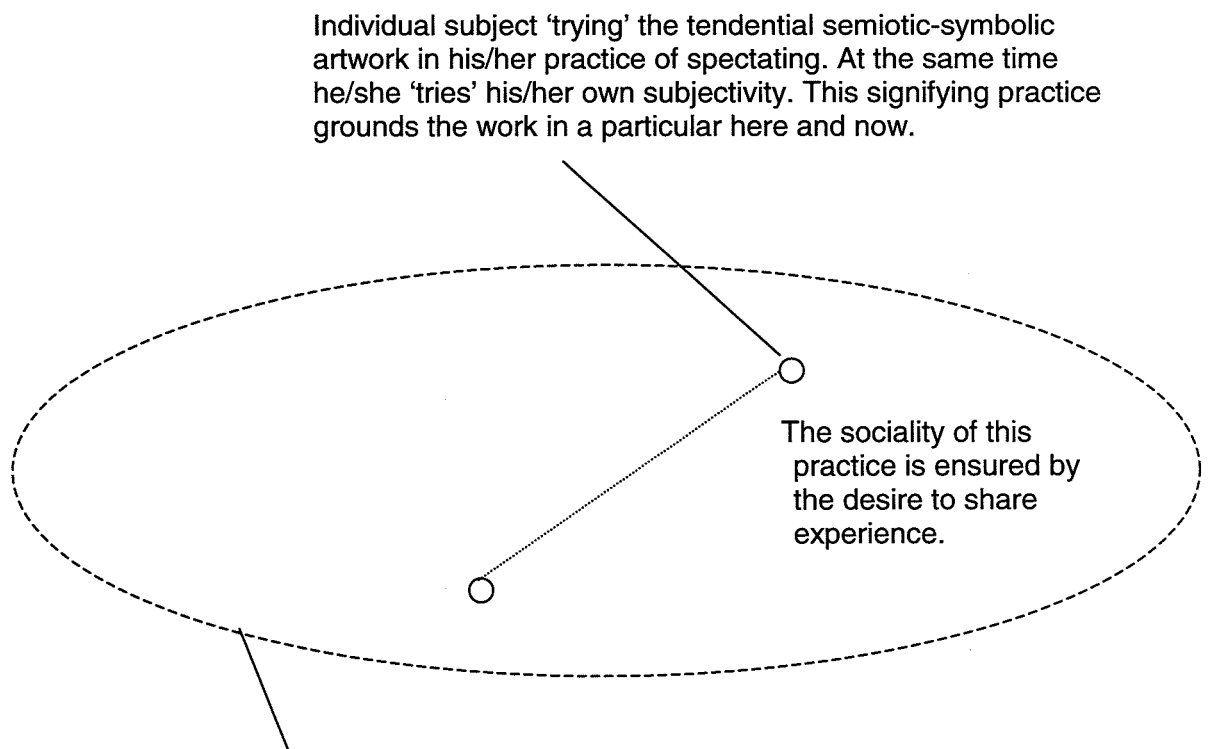 Individual subject ‘trying’ the tendential semiotic-symbolic
artwork in his/her practice of spectating. At the same time
he/she ‘tries’ his/her own subjectivity. This signifying practice
grounds the work in a particular here and now.
The sociality of this
practice is ensured by
the desire to share
experience.